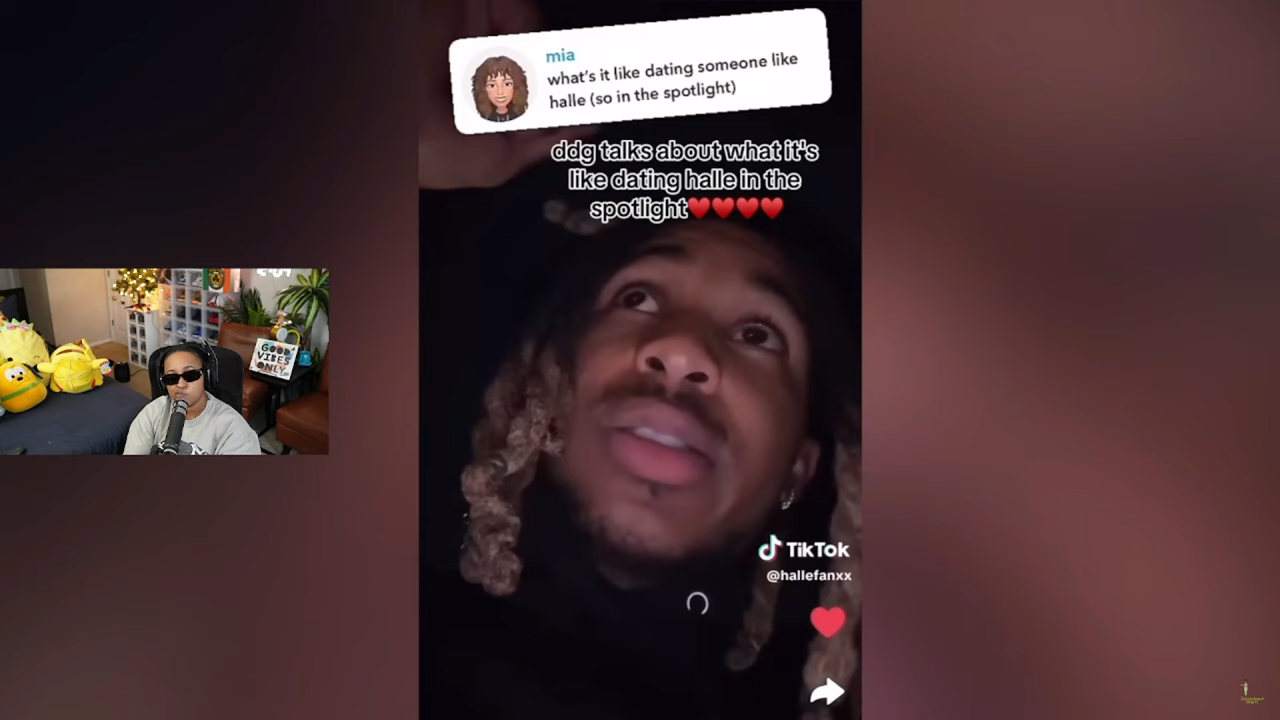 mia
what's it like dating someone like
halle (so in the spotlight)
ddg talks about what it's
like dating halle in the
spotlight♥️♥️♥️♥️
GOOD
VIBES
ONLY
TikTok
@hallefanxx